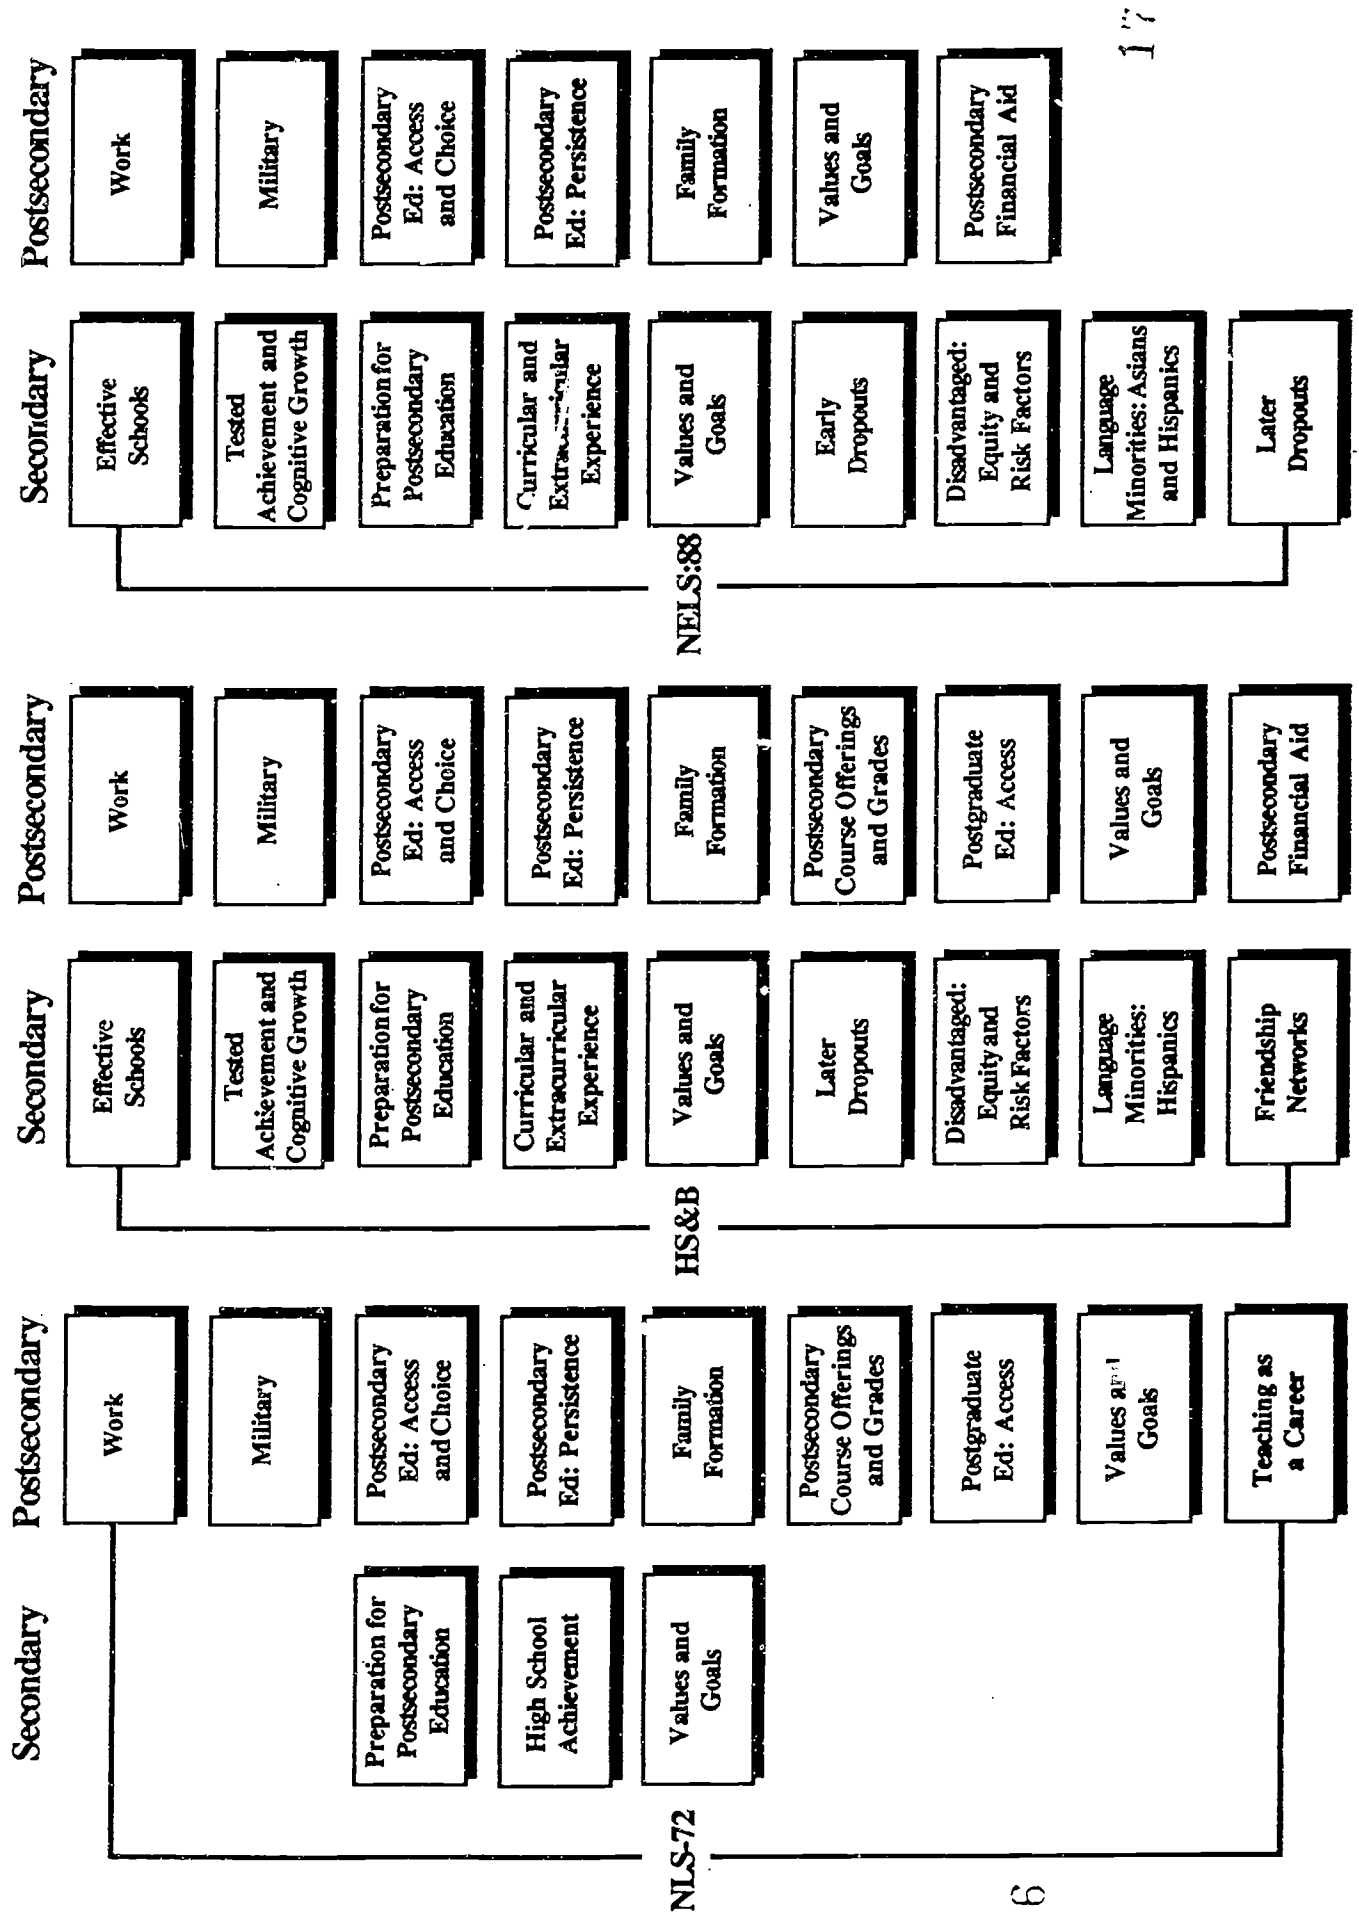 NLS-72
Secondary
Preparation for
Postsecondary
Education
High School
Achievement
Values and
Goals
Postsecondary
Work
Military
Postsecondary
Ed: Access
and Choice
Postsecondary
Ed: Persistence
Family
Formation
Postsecondary
Course Offerings
and Grades
Postgraduate
Ed: Access
Values and
Goals
Teaching as
a Career
HS&B
Secondary
Effective
Schools
Tested
Achievement and
Cognitive Growth
Preparation for
Postsecondary
Education
Curricular and
Extracurricular
Experience
Values and
Goals
Later
Dropouts
Disadvantaged:
Equity and
Risk Factors
Language
Minorities:
Hispanics
Friendship
Networks
Postsecondary
Work
Military
Postsecondary
Ed: Access
and Choice
Postsecondary
Ed: Persistence
Family
Formation
Postsecondary
Course Offerings
and Grades
Postgraduate
Ed: Access
Values and
Goals
Postsecondary
Financial Aid
NELS:88
Secondary
Effective
Schools
Tested
Achievement and
Cognitive Growth
Preparation for
Postsecondary
Education
Curricular and
Extracurricular
Experience
Values and
Goals
Early
Dropouts
Disadvantaged:
Equity and
Risk Factors
Language
Minorities: Asians
and Hispanics
Later
Dropouts
Postsecondary
Work
Military
Postsecondary
Ed: Access
and Choice
Postsecondary
Ed: Persistence
Family
Formation
Values and
Goals
Postsecondary
Financial Aid
6
17